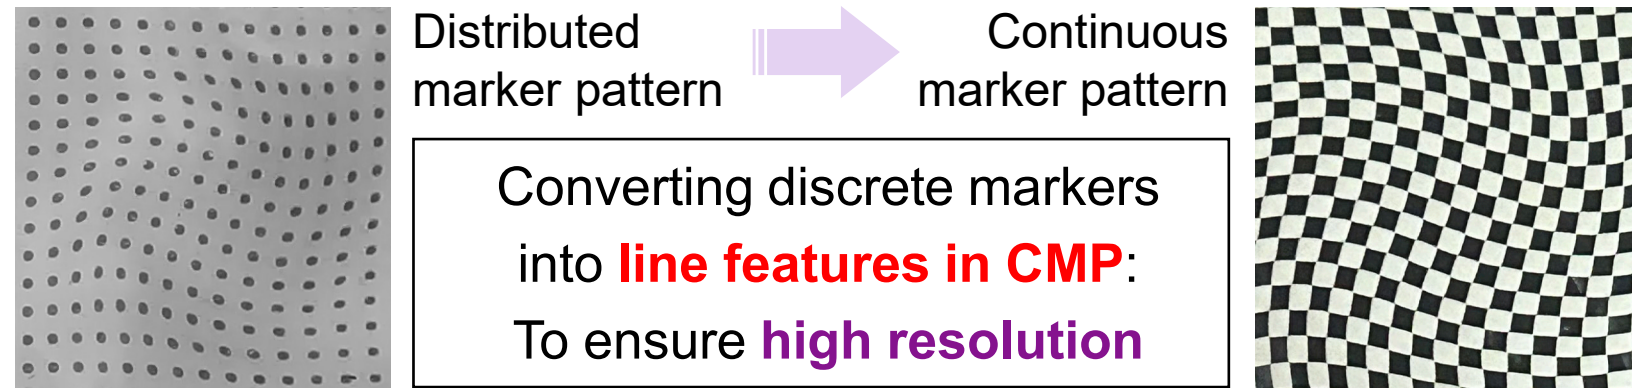 Distributed
marker pattern
Continuous
marker pattern
Converting discrete markers
into line features in CMP:
To ensure high resolution